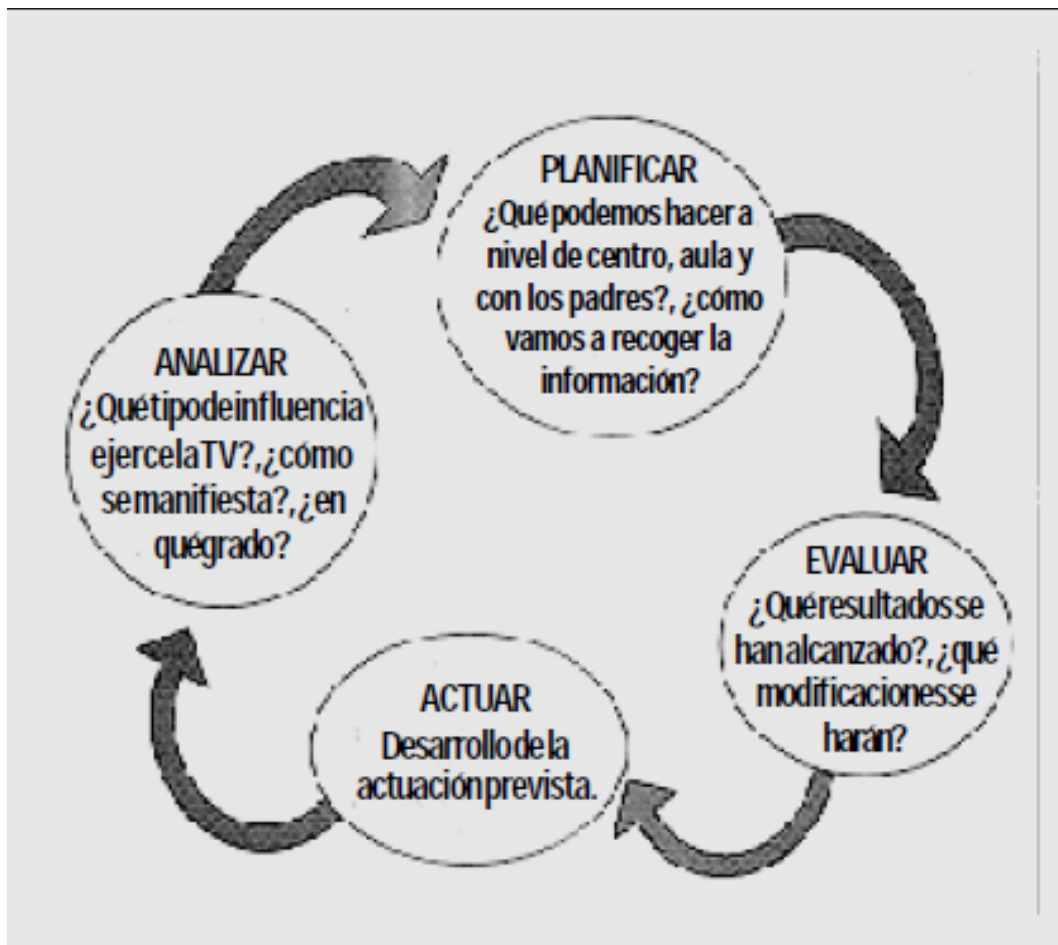 PLANIFICAR
¿Qué podemos hacer a
nivel de centro, aula y
con los padres?, ¿cómo
vamos a recoger la
información?
ANALIZAR
¿Quétipodeinfluencia
ejercelaTV?,¿cómo
semanifiesta?,¿en
quégrado?
EVALUAR
¿Quéresultadosse
hanalcanzado?,¿qué
modificacionesse
harán?
ACTUAR
Desarrollodela
actuaciónprevista.